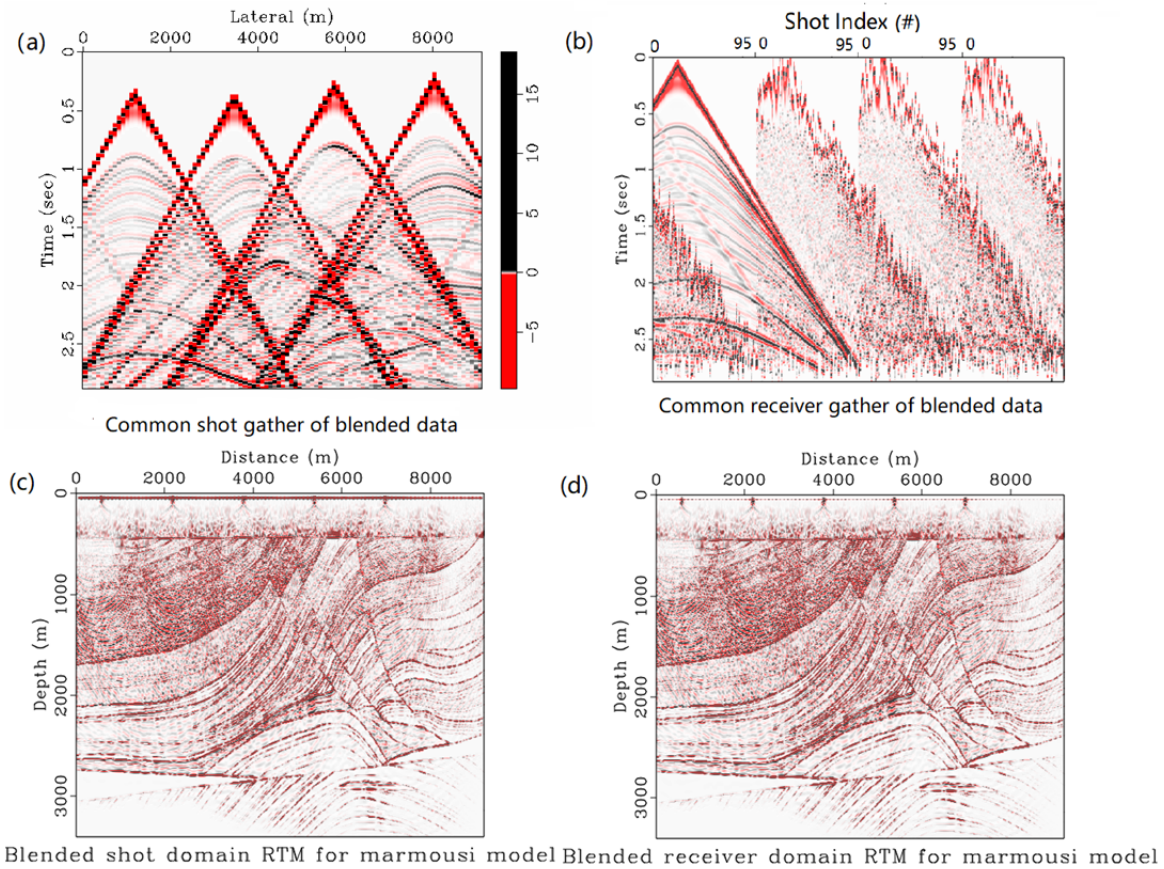 (a)
Lateral (m)
0 2000 4000 6000 8000
0
0.5
1
1.5
2
2.5
Time (sec)
15
10
5
0
−5
Common shot gather of blended data
(b)
Shot Index (#)
0 95 0 95 0 95 0
0
0.5
1
1.5
2
2.5
Time (sec)
Common receiver gather of blended data
(c)
Distance (m)
0 2000 4000 6000 8000
0
1000
2000
3000
Depth (m)
Blended shot domain RTM for marmousi model
(d)
Distance (m)
0 2000 4000 6000 8000
0
1000
2000
3000
Depth (m)
Blended receiver domain RTM for marmousi model